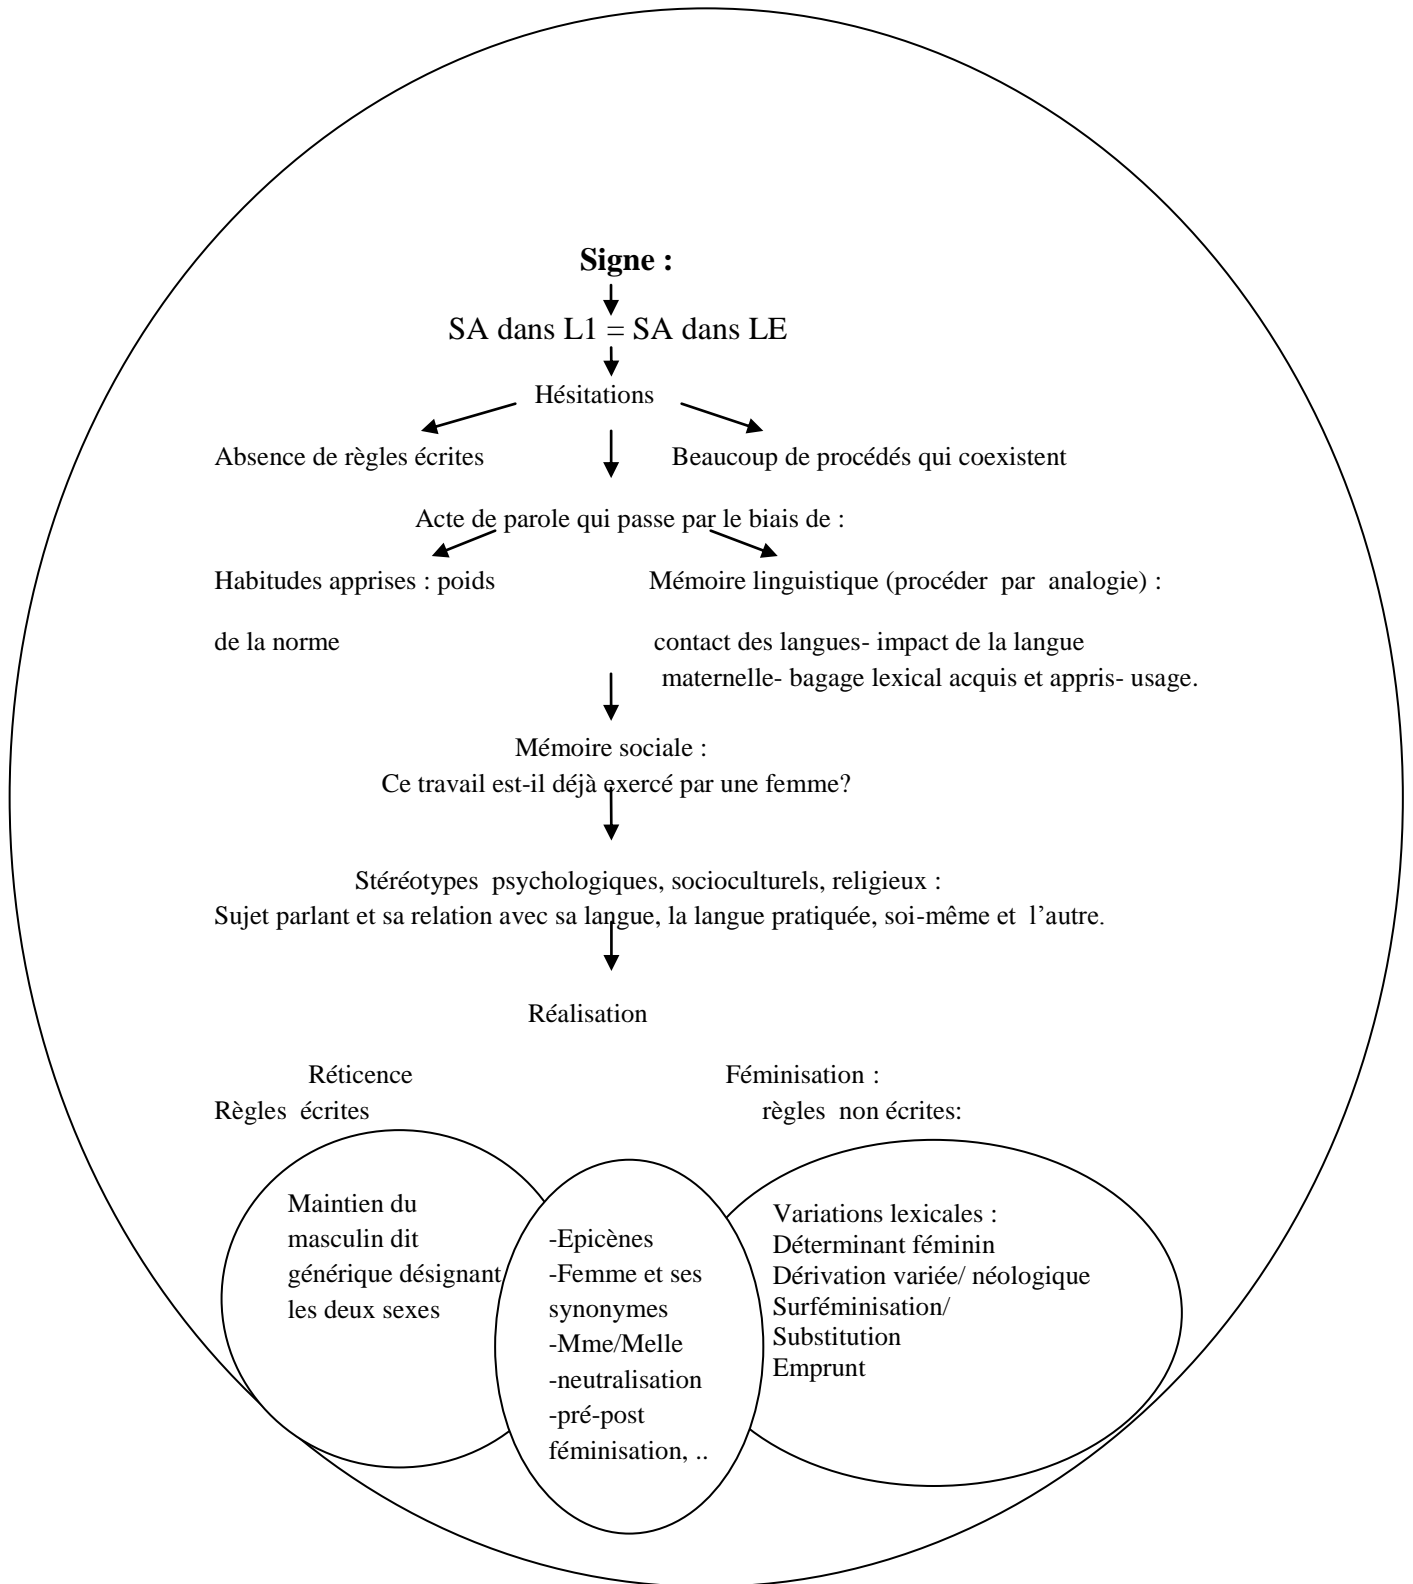 Signe :
SA dans L1 = SA dans LE
Hésitations
Absence de règles écrites
Beaucoup de procédés qui coexistent
Acte de parole qui passe par le biais de :
Habitudes apprises : poids
de la norme
Mémoire linguistique (procéder par analogie) :
contact des langues- impact de la langue
maternelle- bagage lexical acquis et appris- usage.
Mémoire sociale :
Ce travail est-il déjà exercé par une femme?
Stéréotypes psychologiques, socioculturels, religieux :
Sujet parlant et sa relation avec sa langue, la langue pratiquée, soi-même et l'autre.
Réalisation
Réticence
Règles écrites
Féminisation :
règles non écrites:
Maintien du
masculin dit
générique désignant
les deux sexes
-Epicènes
-Femme et ses
synonymes
-Mme/Melle
-neutralisation
-pré-post
féminisation, ..
Variations lexicales :
Déterminant féminin
Dérivation variée/ néologique
Surféminisation/
Substitution
Emprunt